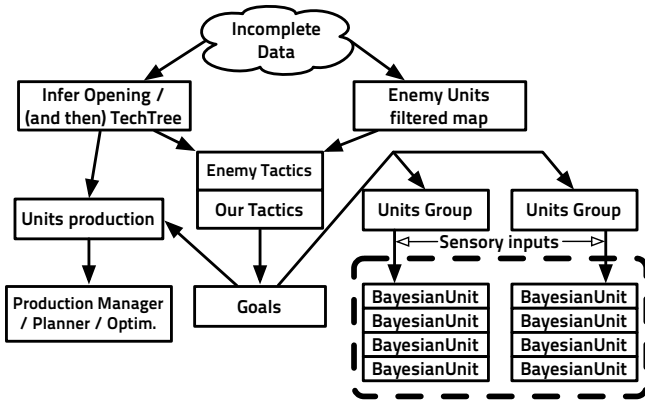 Incomplete
Data
Infer Opening /
(and then) TechTree
Enemy Units
filtered map
Enemy Tactics
Our Tactics
Units production
Units Group
Units Group
Sensory inputs
Production Manager
/ Planner / Optim.
Goals
BayesianUnit
BayesianUnit
BayesianUnit
BayesianUnit
BayesianUnit
BayesianUnit
BayesianUnit
BayesianUnit